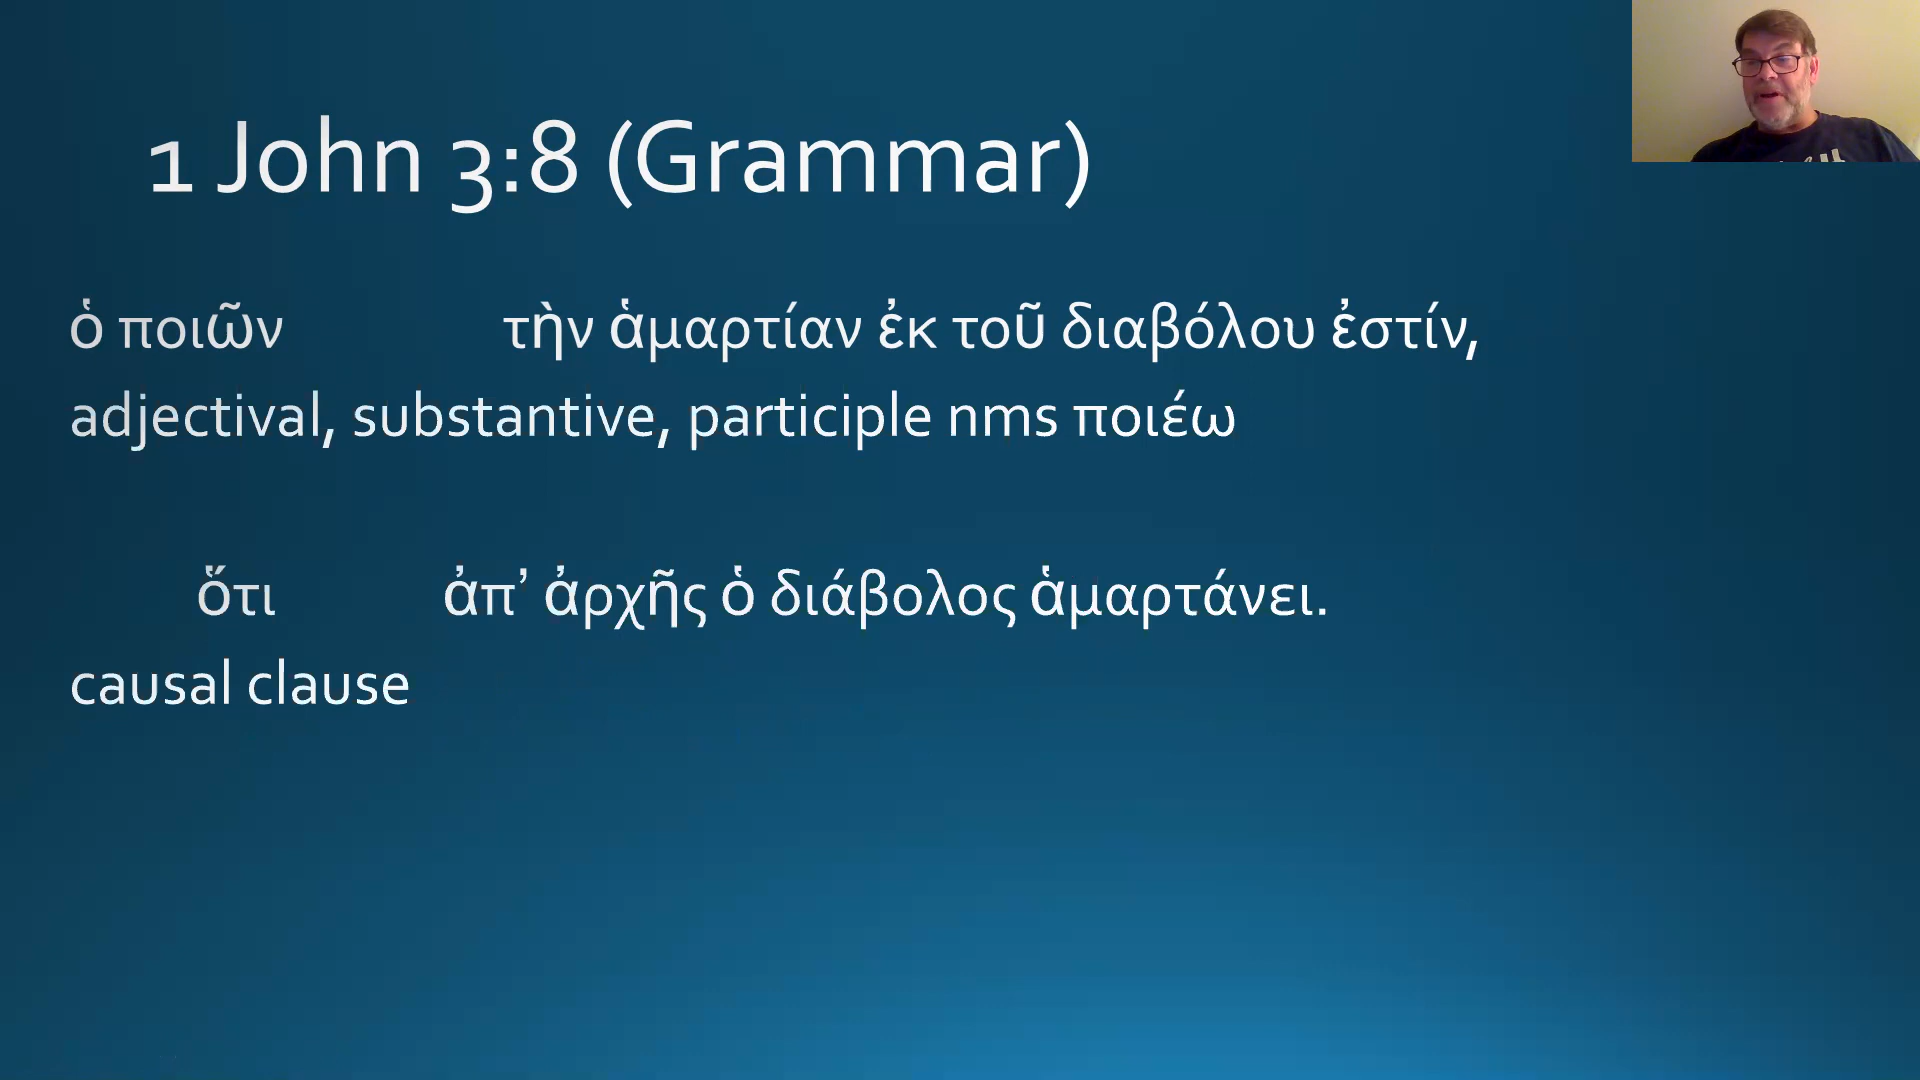 1 John 3:8 (Grammar)
ὁ ποιῶν τὴν ἁμαρτίαν ἐκ τοῦ διαβόλου ἐστίν,
adjectival, substantive, participle nms ποιέω
ὅτι ἀπ᾽ ἀρχῆς ὁ διάβολος ἁμαρτάνει.
causal clause